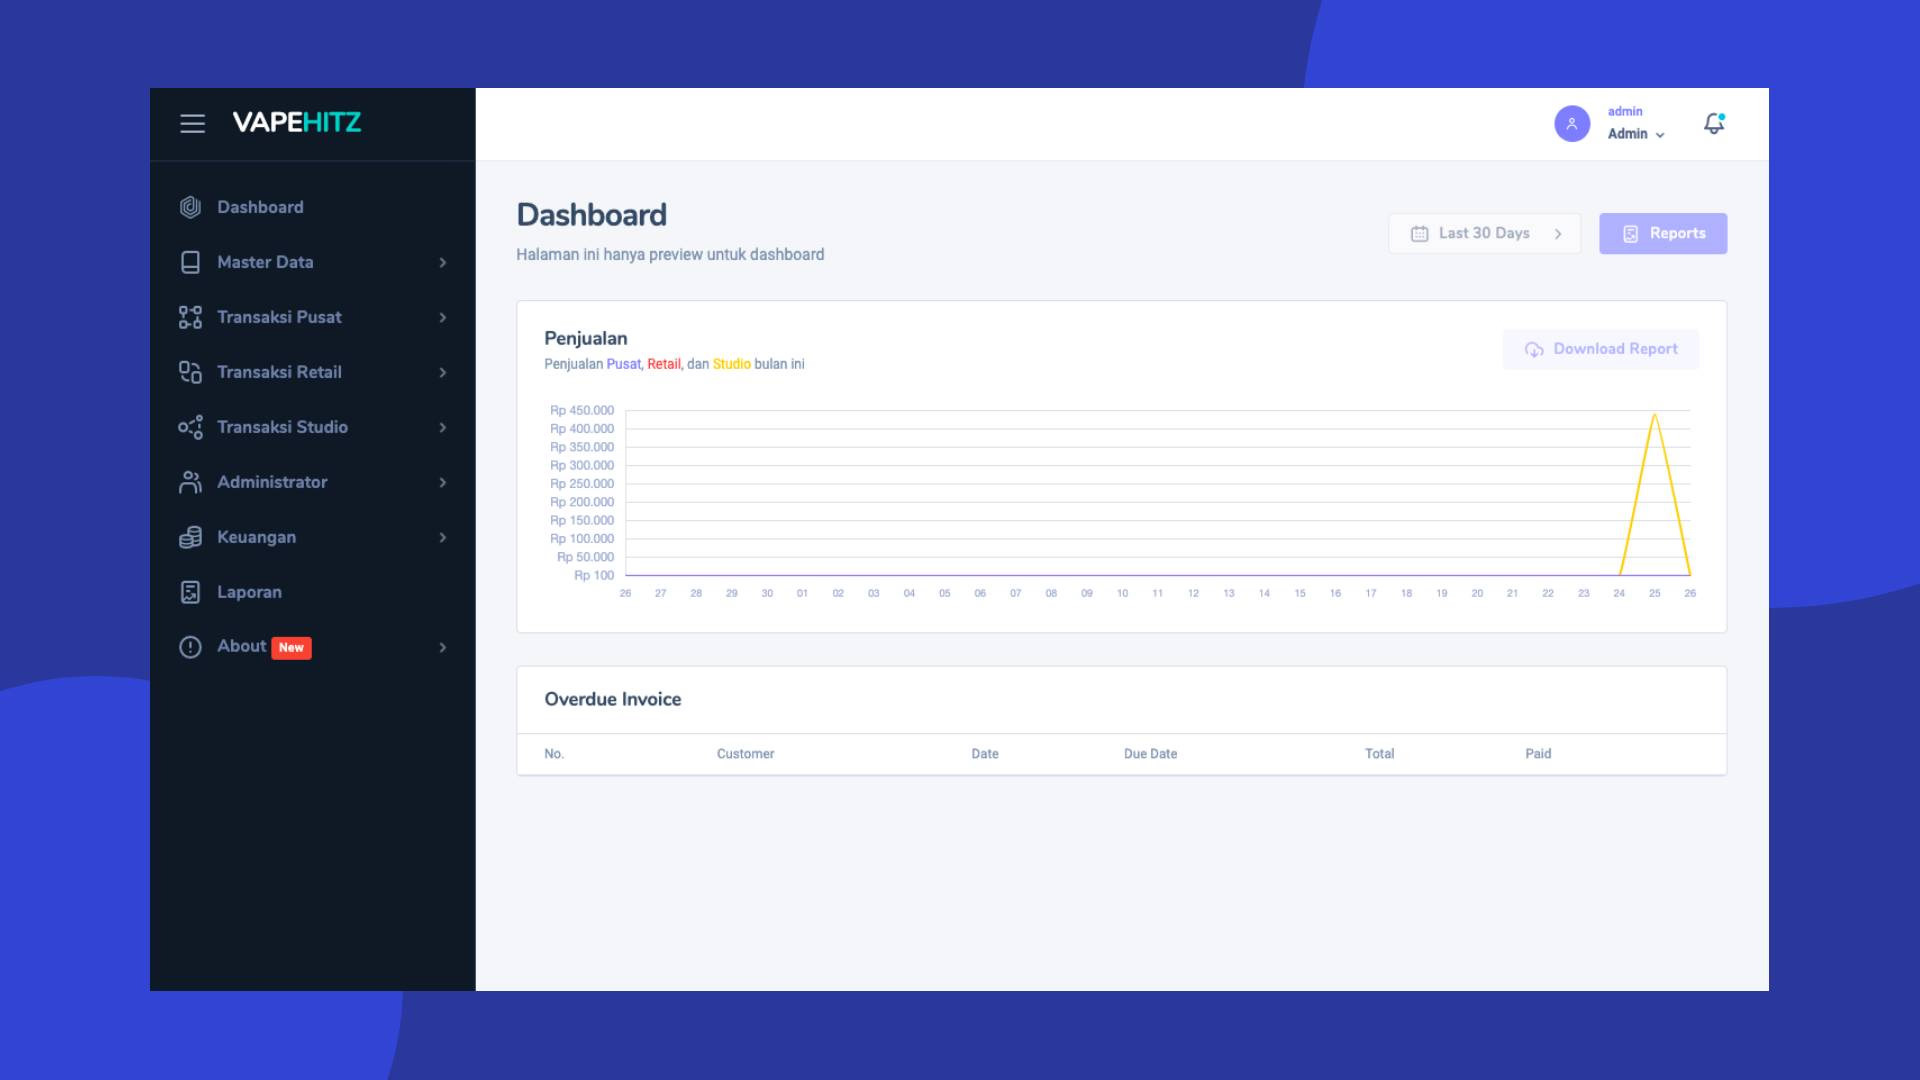 VAPEHITZ
admin
Admin
Dashboard
Master Data
Transaksi Pusat
Transaksi Retail
Transaksi Studio
Administrator
Keuangan
Laporan
About New
Dashboard
Halaman ini hanya preview untuk dashboard
Last 30 Days
Reports
Penjualan
Penjualan Pusat, Retail, dan Studio bulan ini
Download Report
Rp 450.000
Rp 400.000
Rp 350.000
Rp 300.000
Rp 250.000
Rp 200.000
Rp 150.000
Rp 100.000
Rp 50.000
Rp 100
26 27 28 29 30 01 02 03 04 05 06 07 08 09 10 11 12 13 14 15 16 17 18 19 20 21 22 23 24 25 26
Overdue Invoice
No. Customer Date Due Date Total Paid